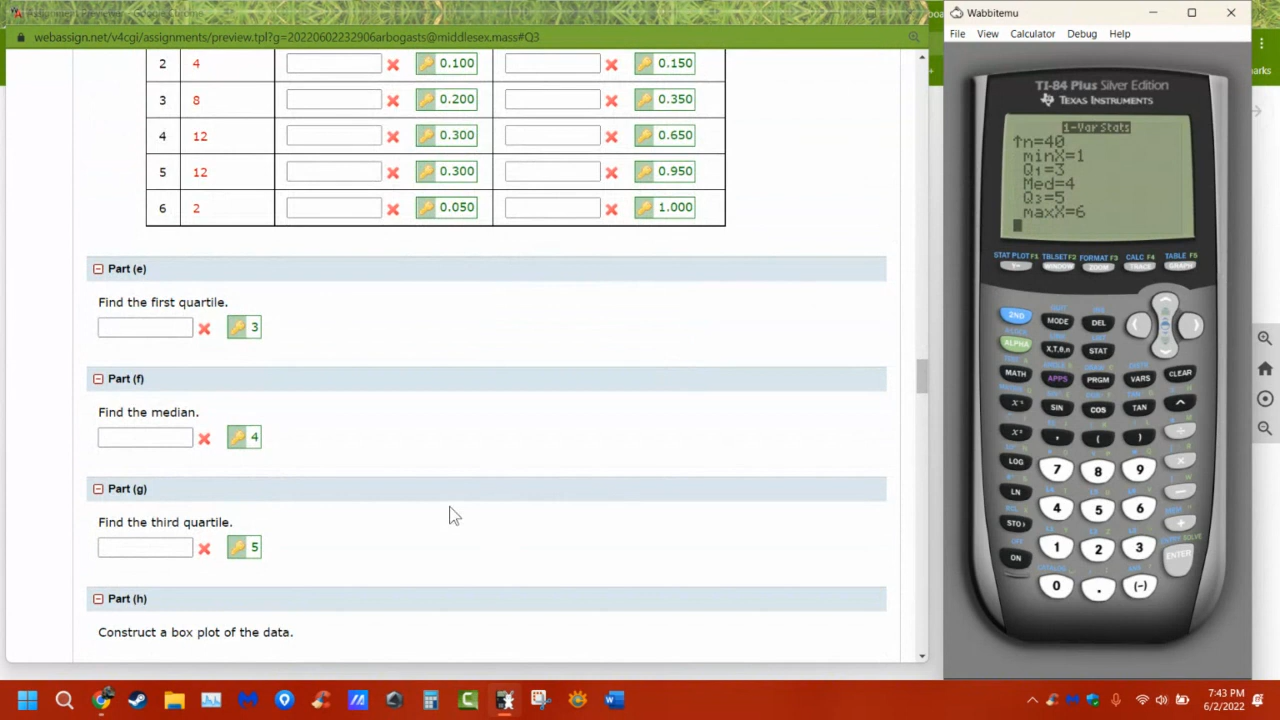 Assignment Previewer - Google Chrome
webassign.net/v4cgi/assignments/preview.tpl?g=20220602232906arbogasts@middlesex.mass#Q3
2 4 0.100 0.150
3 8 0.200 0.350
4 12 0.300 0.650
5 12 0.300 0.950
6 2 0.050 1.000
Part (e)
Find the first quartile.
3
Part (f)
Find the median.
4
Part (g)
Find the third quartile.
5
Part (h)
Construct a box plot of the data.
Wabbitemu
File View Calculator Debug Help
TI-84 Plus Silver Edition
TEXAS INSTRUMENTS
1-Var Stats
↑n=40
minX=1
Q₁=3
Med=4
Q₃=5
maxX=6
STAT PLOT F1 TBLSET F2 FORMAT F3 CALC F4 TABLE F5
Y= WINDOW ZOOM TRACE GRAPH
2ND MODE DEL
ALPHA X,T,θ,n STAT
MATH APPS PRGM VARS CLEAR
SIN COS TAN ^
x² , ( ) ÷
LOG 7 8 9 ×
LN 4 5 6 −
STO› 1 2 3 +
ON 0 . (-) ENTER
arks
7:43 PM
6/2/2022